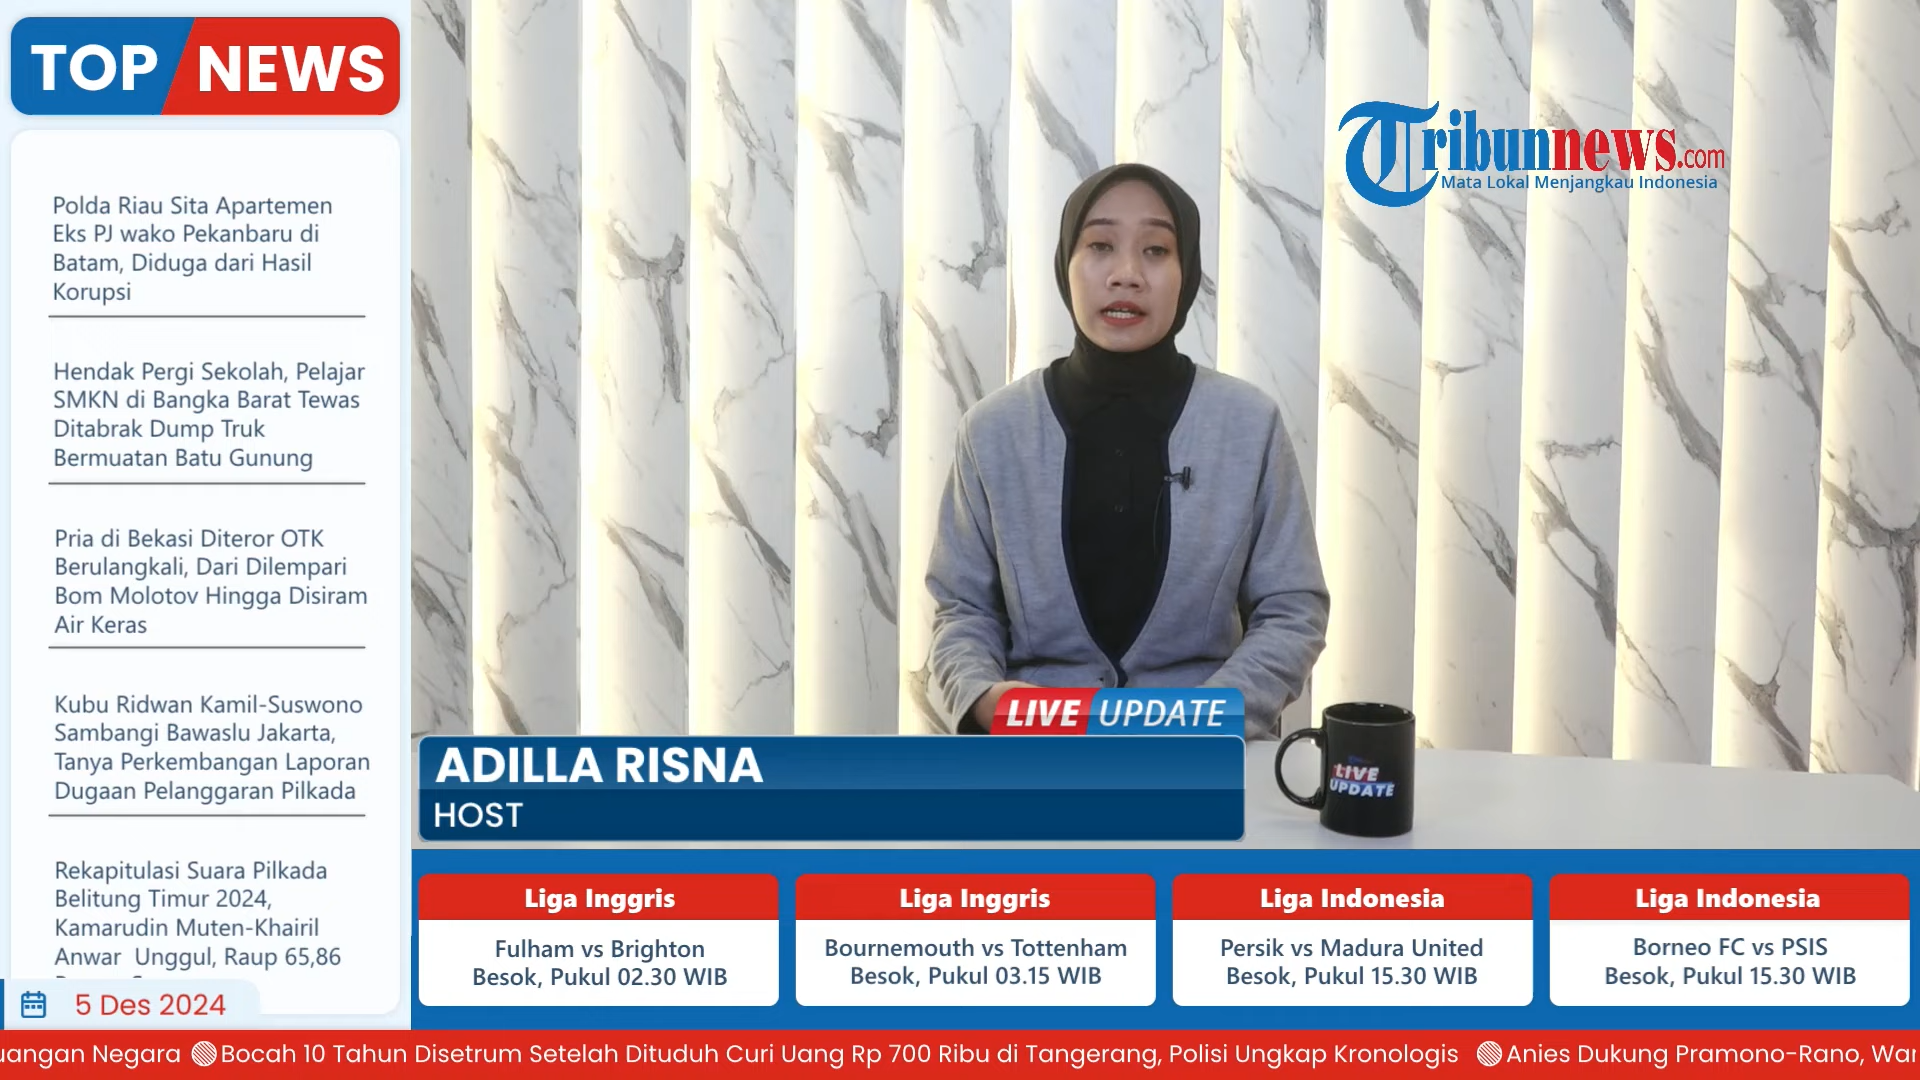 TOP NEWS
Polda Riau Sita Apartemen
Eks PJ wako Pekanbaru di
Batam, Diduga dari Hasil
Korupsi
Hendak Pergi Sekolah, Pelajar
SMKN di Bangka Barat Tewas
Ditabrak Dump Truk
Bermuatan Batu Gunung
Pria di Bekasi Diteror OTK
Berulangkali, Dari Dilempari
Bom Molotov Hingga Disiram
Air Keras
Kubu Ridwan Kamil-Suswono
Sambangi Bawaslu Jakarta,
Tanya Perkembangan Laporan
Dugaan Pelanggaran Pilkada
Rekapitulasi Suara Pilkada
Belitung Timur 2024,
Kamarudin Muten-Khairil
Anwar  Unggul, Raup 65,86
5 Des 2024
Tribunnews.com
Mata Lokal Menjangkau Indonesia
LIVE UPDATE
ADILLA RISNA
HOST
LIVE
UPDATE
Liga Inggris
Fulham vs Brighton
Besok, Pukul 02.30 WIB
Liga Inggris
Bournemouth vs Tottenham
Besok, Pukul 03.15 WIB
Liga Indonesia
Persik vs Madura United
Besok, Pukul 15.30 WIB
Liga Indonesia
Borneo FC vs PSIS
Besok, Pukul 15.30 WIB
uangan Negara Bocah 10 Tahun Disetrum Setelah Dituduh Curi Uang Rp 700 Ribu di Tangerang, Polisi Ungkap Kronologis Anies Dukung Pramono-Rano, War